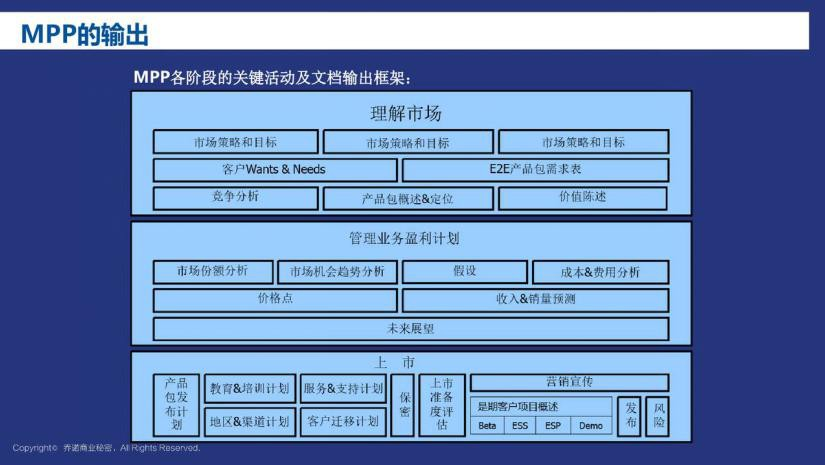 MPP的输出
MPP各阶段的关键活动及文档输出框架：
理解市场
市场策略和目标
市场策略和目标
市场策略和目标
客户Wants & Needs
E2E产品包需求表
竞争分析
产品包概述&定位
价值陈述
管理业务盈利计划
市场份额分析
市场机会趋势分析
假设
成本&费用分析
价格点
收入&销量预测
未来展望
上 市
产品
包发
布计
划
教育&培训计划
服务&支持计划
地区&渠道计划
客户迁移计划
保
密
上市
准备
度评
估
营销宣传
是期客户项目概述
Beta
ESS
ESP
Demo
发
布
风
险
Copyright© 乔诺商业秘密，All Rights Reserved.